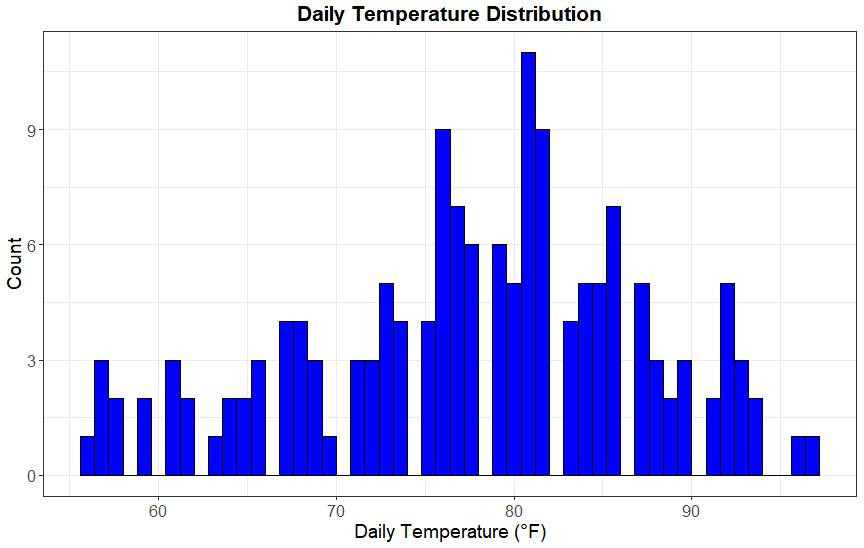 Daily Temperature Distribution
Count
9
6
3
0
60 70 80 90
Daily Temperature (°F)